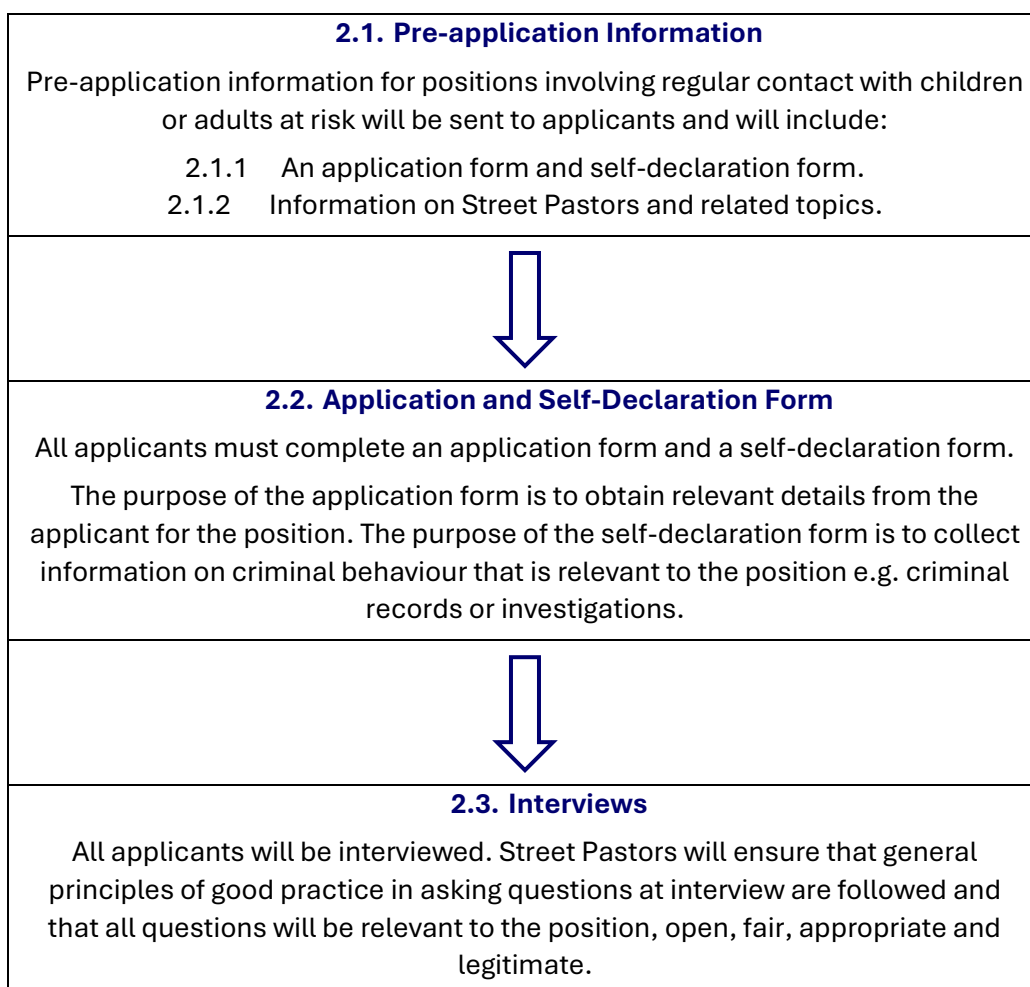 2.1. Pre-application Information
Pre-application information for positions involving regular contact with children
or adults at risk will be sent to applicants and will include:
2.1.1 An application form and self-declaration form.
2.1.2 Information on Street Pastors and related topics.
2.2. Application and Self-Declaration Form
All applicants must complete an application form and a self-declaration form.
The purpose of the application form is to obtain relevant details from the
applicant for the position. The purpose of the self-declaration form is to collect
information on criminal behaviour that is relevant to the position e.g. criminal
records or investigations.
2.3. Interviews
All applicants will be interviewed. Street Pastors will ensure that general
principles of good practice in asking questions at interview are followed and
that all questions will be relevant to the position, open, fair, appropriate and
legitimate.